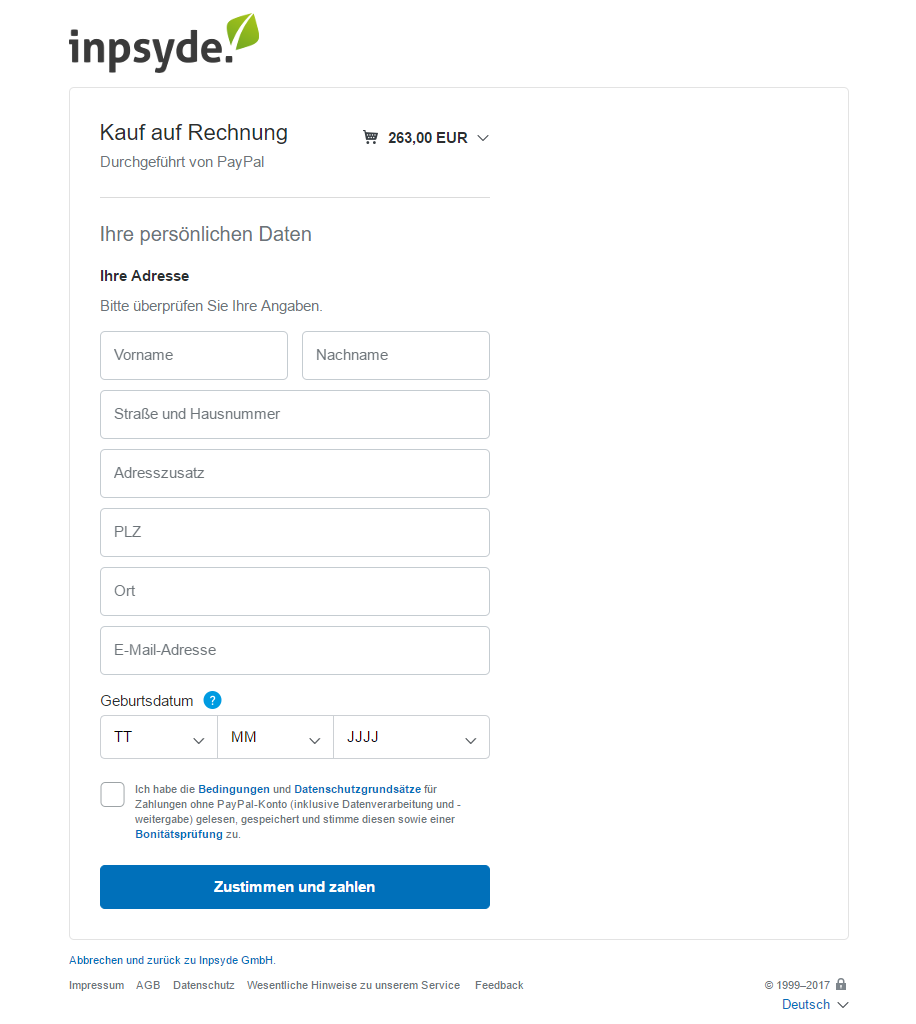 inpsyde.
Kauf auf Rechnung
263,00 EUR
Durchgeführt von PayPal
Ihre persönlichen Daten
Ihre Adresse
Bitte überprüfen Sie Ihre Angaben.
Vorname
Nachname
Straße und Hausnummer
Adresszusatz
PLZ
Ort
E-Mail-Adresse
Geburtsdatum ?
TT
MM
JJJJ
Ich habe die Bedingungen und Datenschutzgrundsätze für
Zahlungen ohne PayPal-Konto (inklusive Datenverarbeitung und -
weitergabe) gelesen, gespeichert und stimme diesen sowie einer
Bonitätsprüfung zu.
Zustimmen und zahlen
Abbrechen und zurück zu Inpsyde GmbH.
Impressum AGB Datenschutz Wesentliche Hinweise zu unserem Service Feedback
© 1999–2017
Deutsch